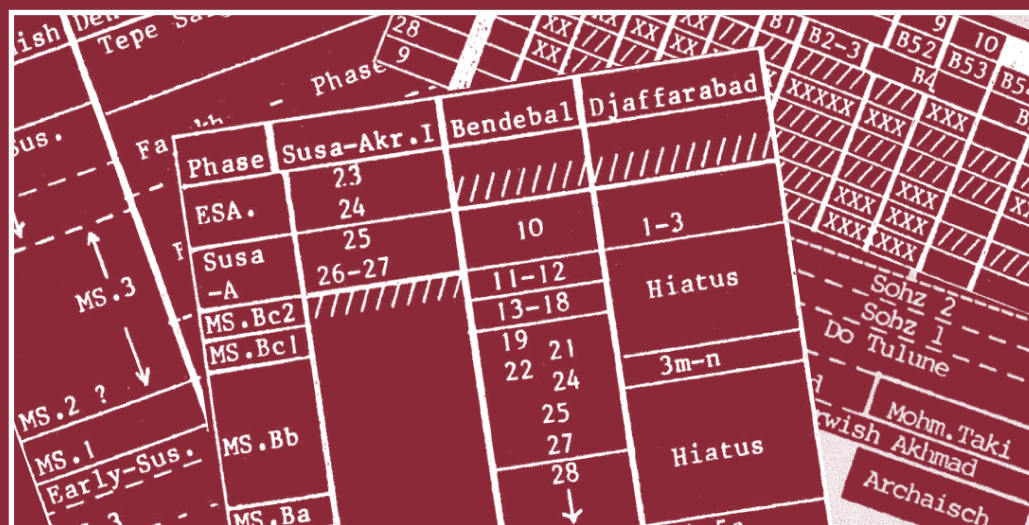 Tepe
Phase
Sus.
MS.3
MS.2 ?
MS.1
Early-Sus.
28
9
Phase Susa-Akr.I Bendebal Djaffarabad
ESA. 23
24
Susa 25 10 1-3
-A 26-27 11-12 Hiatus
MS.Bc2 13-18
MS.Bc1 19 21 3m-n
MS.Bb 22 24
25
27 Hiatus
28
MS.Ba
B1 B2-3 B4 B52 B53
9 10
XX XX XX XX
XXXXX XXX XXX
XXX XXX
Sohz 2
Sohz 1
Do Tulune
Mohm.Taki
Akhmad
Archaisch